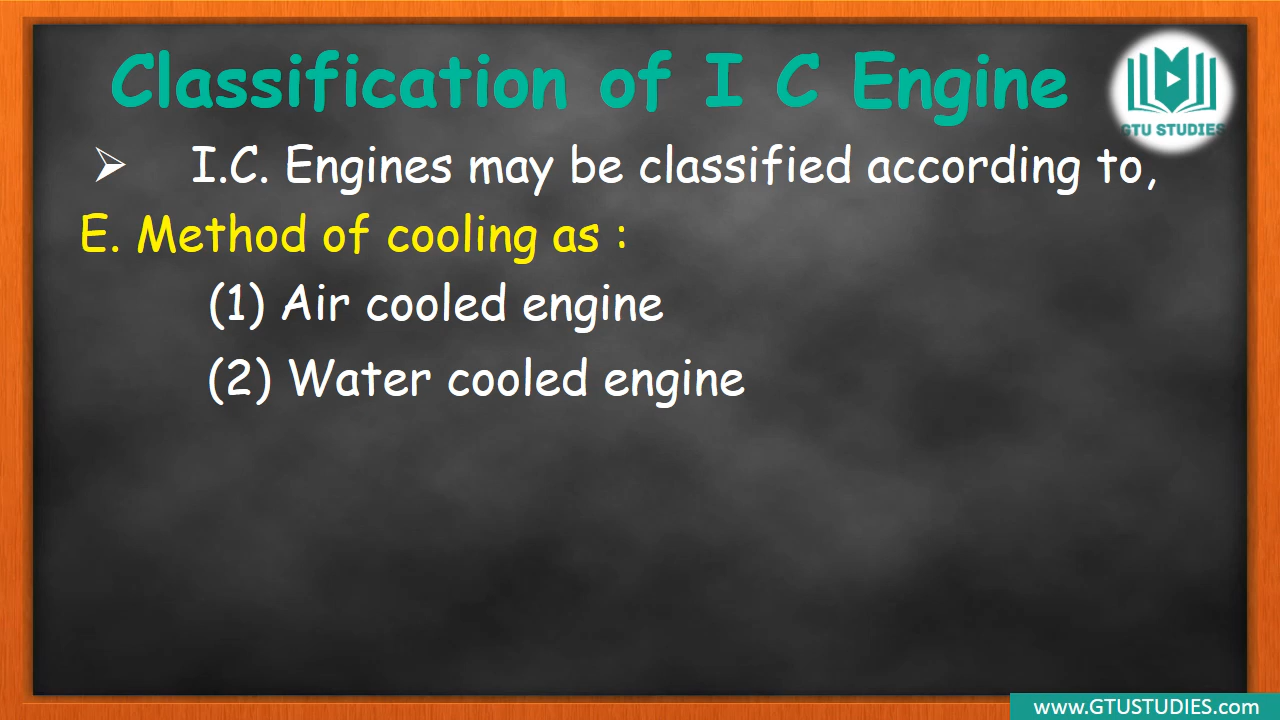 Classification of I C Engine
GTU STUDIES
➢ I.C. Engines may be classified according to,
E. Method of cooling as :
(1) Air cooled engine
(2) Water cooled engine
www.GTUSTUDIES.com